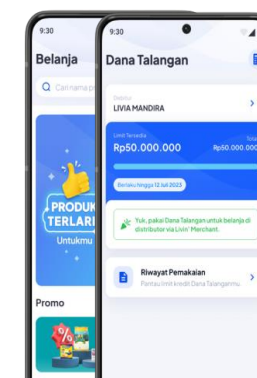 9:30
Belanja
Cari nama p
PRODUK
TERLARI
Untukmu
Promo
9:30
Dana Talangan
LIVIA MANDIRA
Limit Tersedia
Rp50.000.000
Total
Rp50.000.000
Berlaku hingga 12 Juli 2023
Yuk, pakai Dana Talangan untuk belanja di
distributor via Livin' Merchant.
Riwayat Pemakaian
Pantau limit kredit Dana Talanganmu.